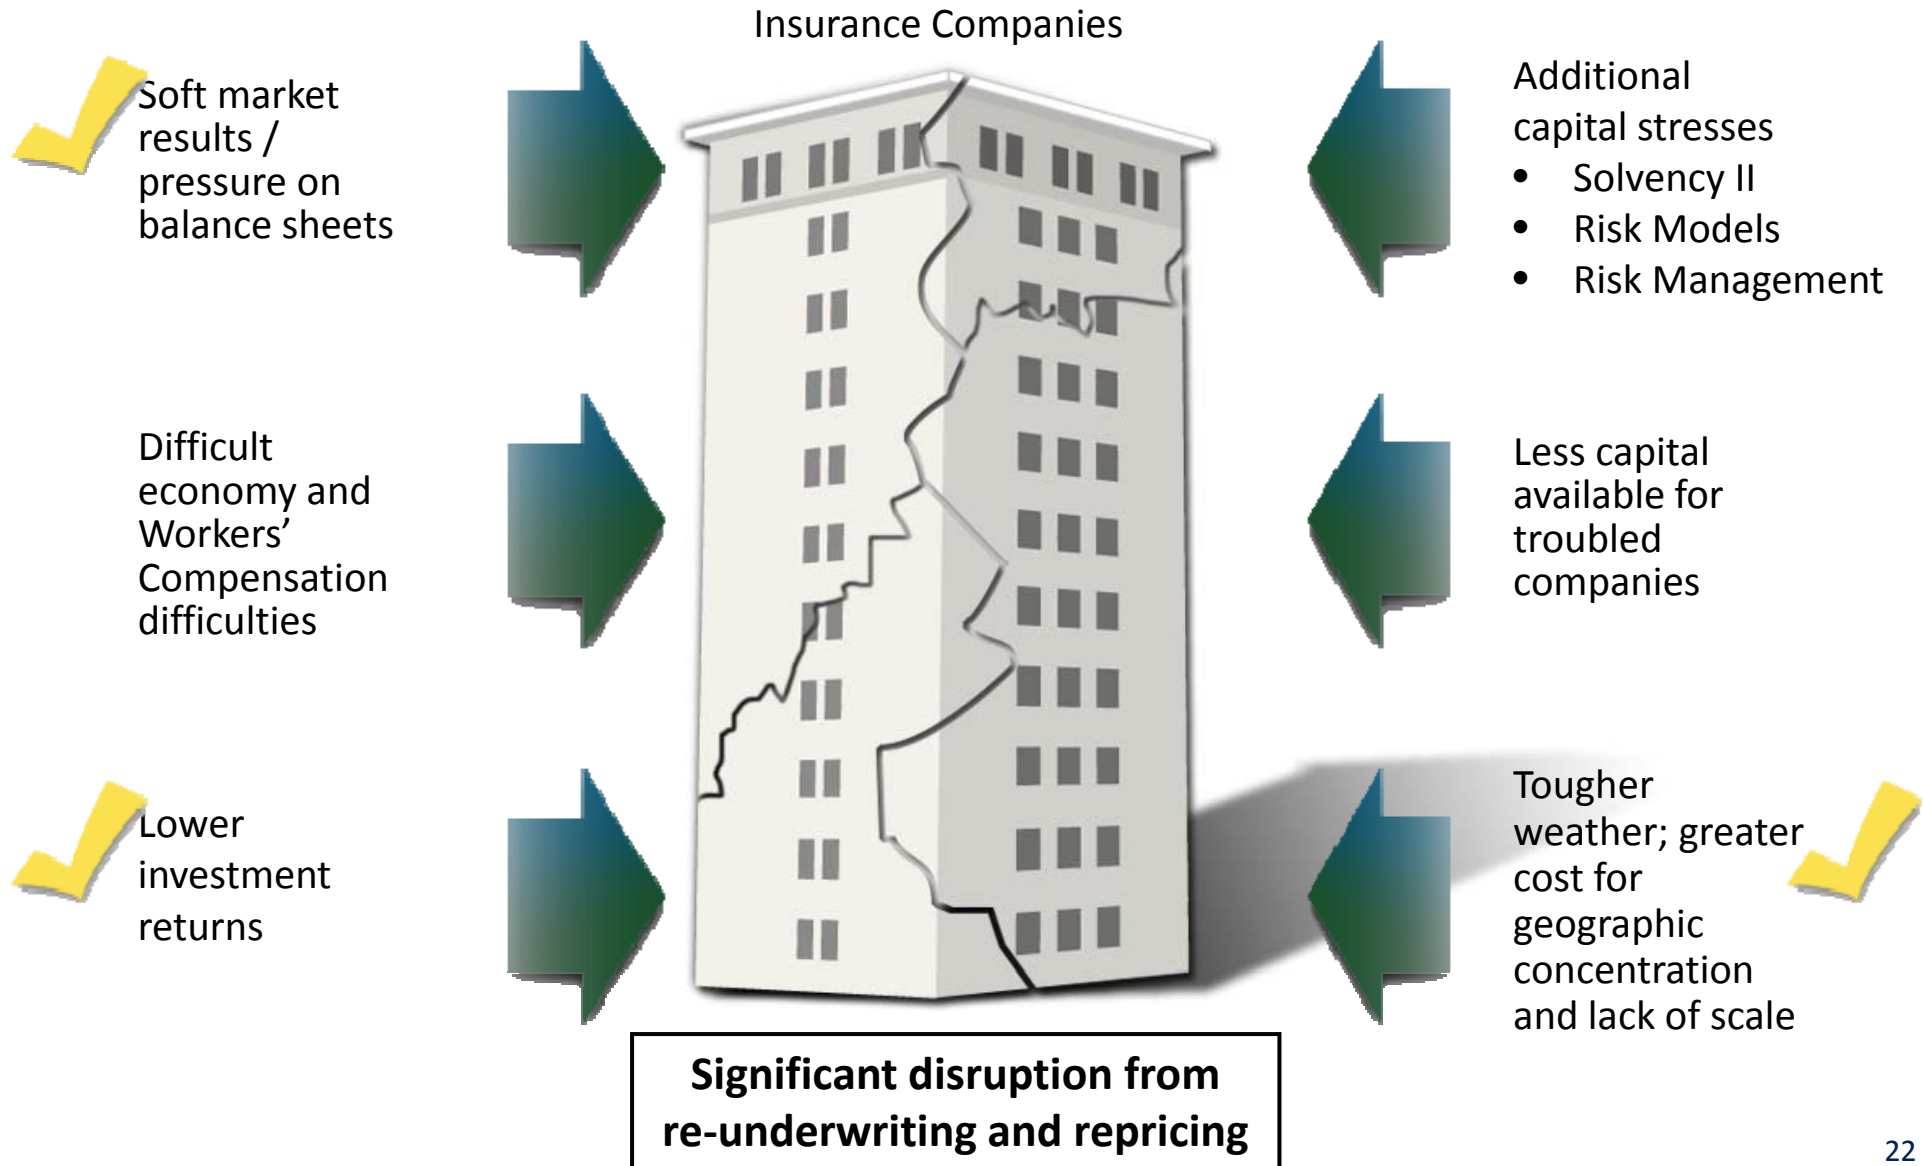 Insurance Companies
Soft market
results /
pressure on
balance sheets
Difficult
economy and
Workers’
Compensation
difficulties
Lower
investment
returns
Additional
capital stresses
• Solvency II
• Risk Models
• Risk Management
Less capital
available for
troubled
companies
Tougher
weather; greater
cost for
geographic
concentration
and lack of scale
Significant disruption from
re-underwriting and repricing
22